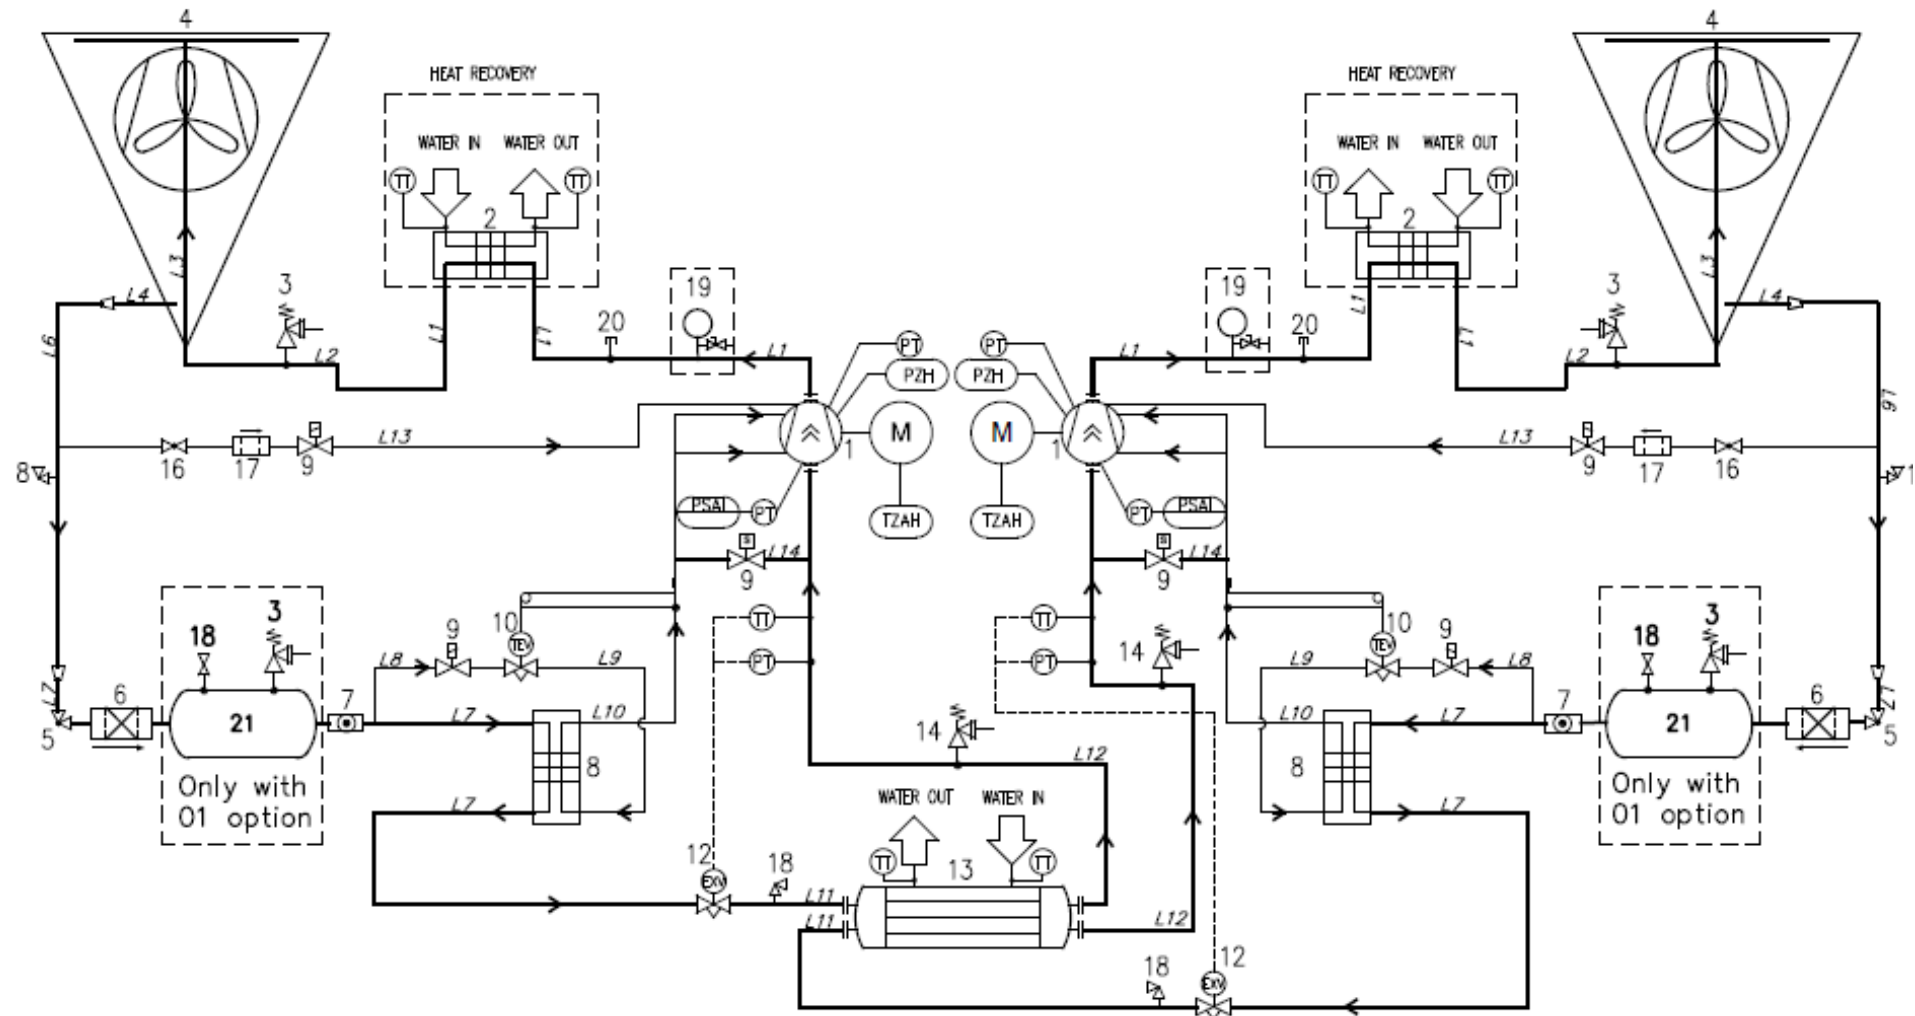 4 4
HEAT RECOVERY HEAT RECOVERY
WATER IN WATER OUT WATER IN WATER OUT
TT TT TT TT
2 2
L3 L3
3 19 19 3
L4 L4
L6 L1 L1 20 L1 PT PT L1 20 L1 L1 L6
L2 PZH PZH L2
L13 1 M M 1 L13
16 17 9 9 17 16
8 1
PSAL PT TZAH TZAH PT PSAL
S L14 S L14
9 9
18 3 9 10 TT TT 14 10 9 18 3
TEV TEV
L8 L9 PT PT L9 L8
L7 6 7 7 6 L7
5 21 L7 L10 14 L10 L7 21 5
Only with 8 L12 8 Only with
O1 option L7 WATER OUT WATER IN L7 O1 option
12 18 TT 13 TT
EXV L11
L11 L12
18 12
EXV